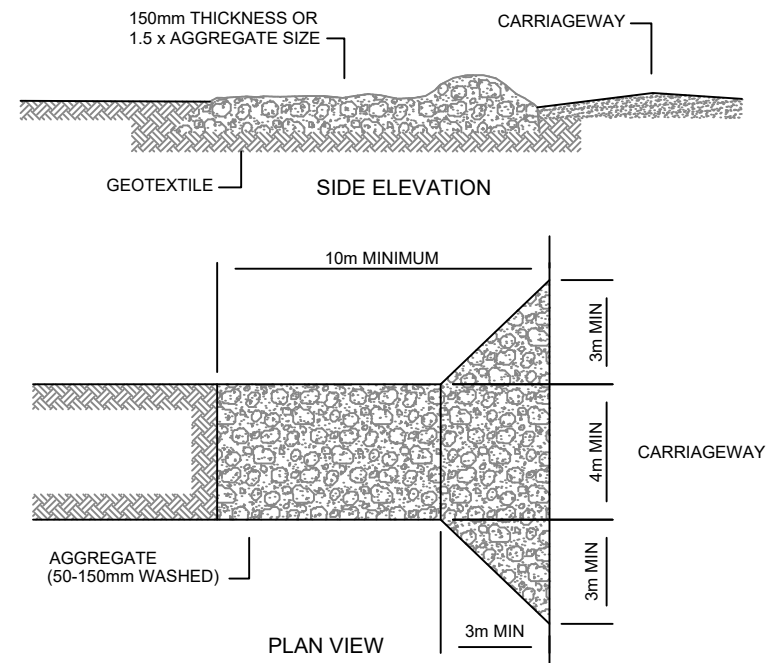 150mm THICKNESS OR
1.5 x AGGREGATE SIZE
CARRIAGEWAY
GEOTEXTILE
SIDE ELEVATION
10m MINIMUM
3m MIN
4m MIN
CARRIAGEWAY
3m MIN
AGGREGATE
(50-150mm WASHED)
3m MIN
PLAN VIEW